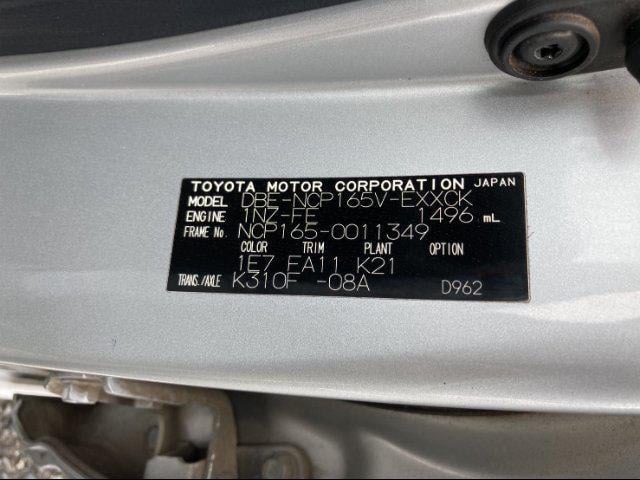 TOYOTA MOTOR CORPORATION JAPAN
MODEL DBE-NCP165V-EXXCK
ENGINE 1NZ-FE 1496 mL
FRAME No. NCP165-0011349
COLOR TRIM PLANT OPTION
1E7 FA11 K21
TRANS./AXLE K310F -08A D962